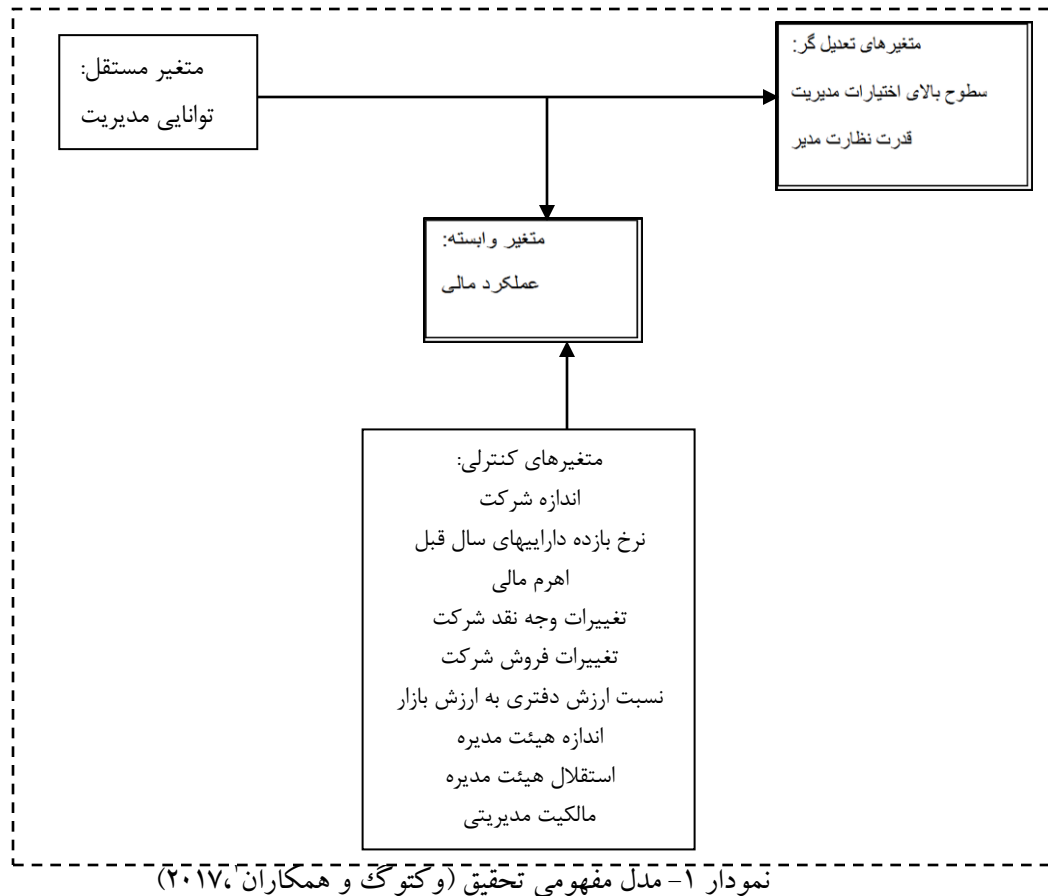 متغیر مستقل:
توانایی مدیریت
متغیرهای تعدیل گر:
سطوح بالای اختیارات مدیریت
قدرت نظارت مدیر
متغیر وابسته:
عملکرد مالی
متغیرهای کنترلی:
اندازه شرکت
نرخ بازده داراییهای سال قبل
اهرم مالی
تغییرات وجه نقد شرکت
تغییرات فروش شرکت
نسبت ارزش دفتری به ارزش بازار
اندازه هیئت مدیره
استقلال هیئت مدیره
مالکیت مدیریتی
نمودار ۱- مدل مفهومی تحقیق (وکتوگ و همکاران۱، ۲۰۱۷)